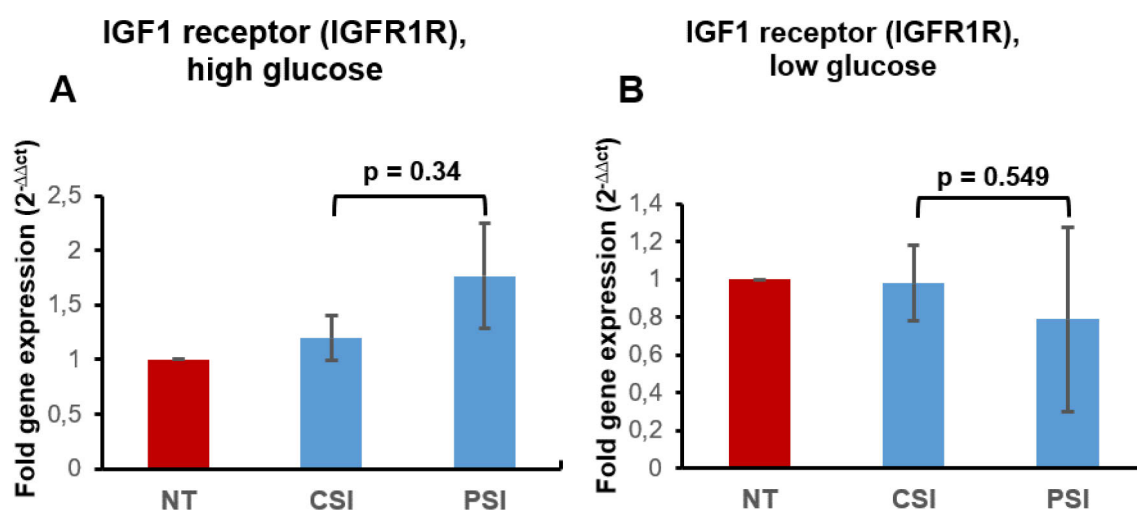 IGF1 receptor (IGFR1R),
high glucose
A
Fold gene expression (2-ΔΔct)
p = 0.34
2,5
2
1,5
1
0,5
0
NT CSI PSI
IGF1 receptor (IGFR1R),
low glucose
B
Fold gene expression (2-ΔΔct)
p = 0.549
1,4
1,2
1
0,8
0,6
0,4
0,2
0
NT CSI PSI